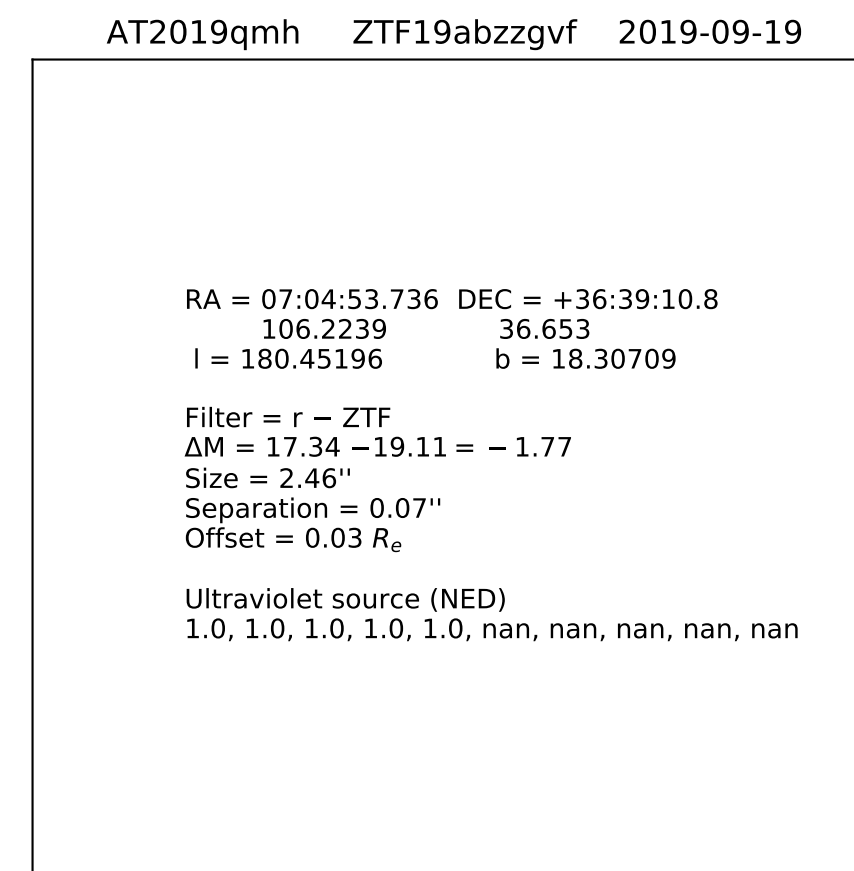 AT2019qmh ZTF19abzzgvf 2019-09-19
RA = 07:04:53.736 DEC = +36:39:10.8
106.2239 36.653
l = 180.45196 b = 18.30709
Filter = r − ZTF
ΔM = 17.34 −19.11 = − 1.77
Size = 2.46''
Separation = 0.07''
Offset = 0.03 Re
Ultraviolet source (NED)
1.0, 1.0, 1.0, 1.0, 1.0, nan, nan, nan, nan, nan